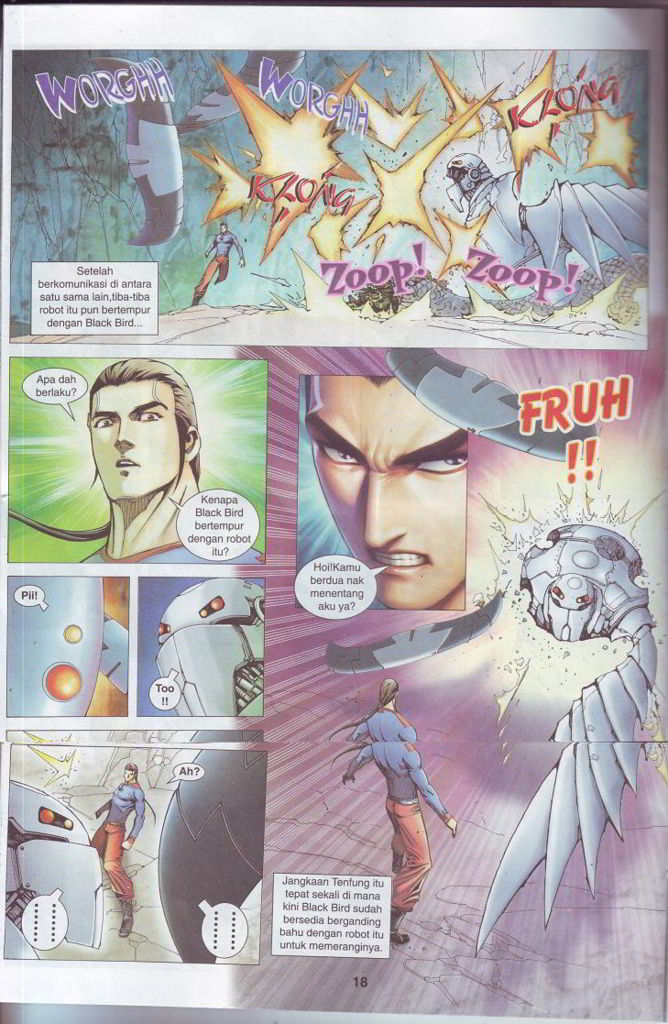 WORGHH
WORGHH
KLONG
KLONG
Zoop!
Zoop!
Setelah
berkomunikasi di antara
satu sama lain,tiba-tiba
robot itu pun bertempur
dengan Black Bird...
Apa dah
berlaku?
Kenapa
Black Bird
bertempur
dengan robot
itu?
FRUH
!!
Hoi!Kamu
berdua nak
menentang
aku ya?
Pii!
Too
!!
Ah?
Jangkaan Tenfung itu
tepat sekali di mana
kini Black Bird sudah
bersedia berganding
bahu dengan robot itu
untuk memeranginya.
18